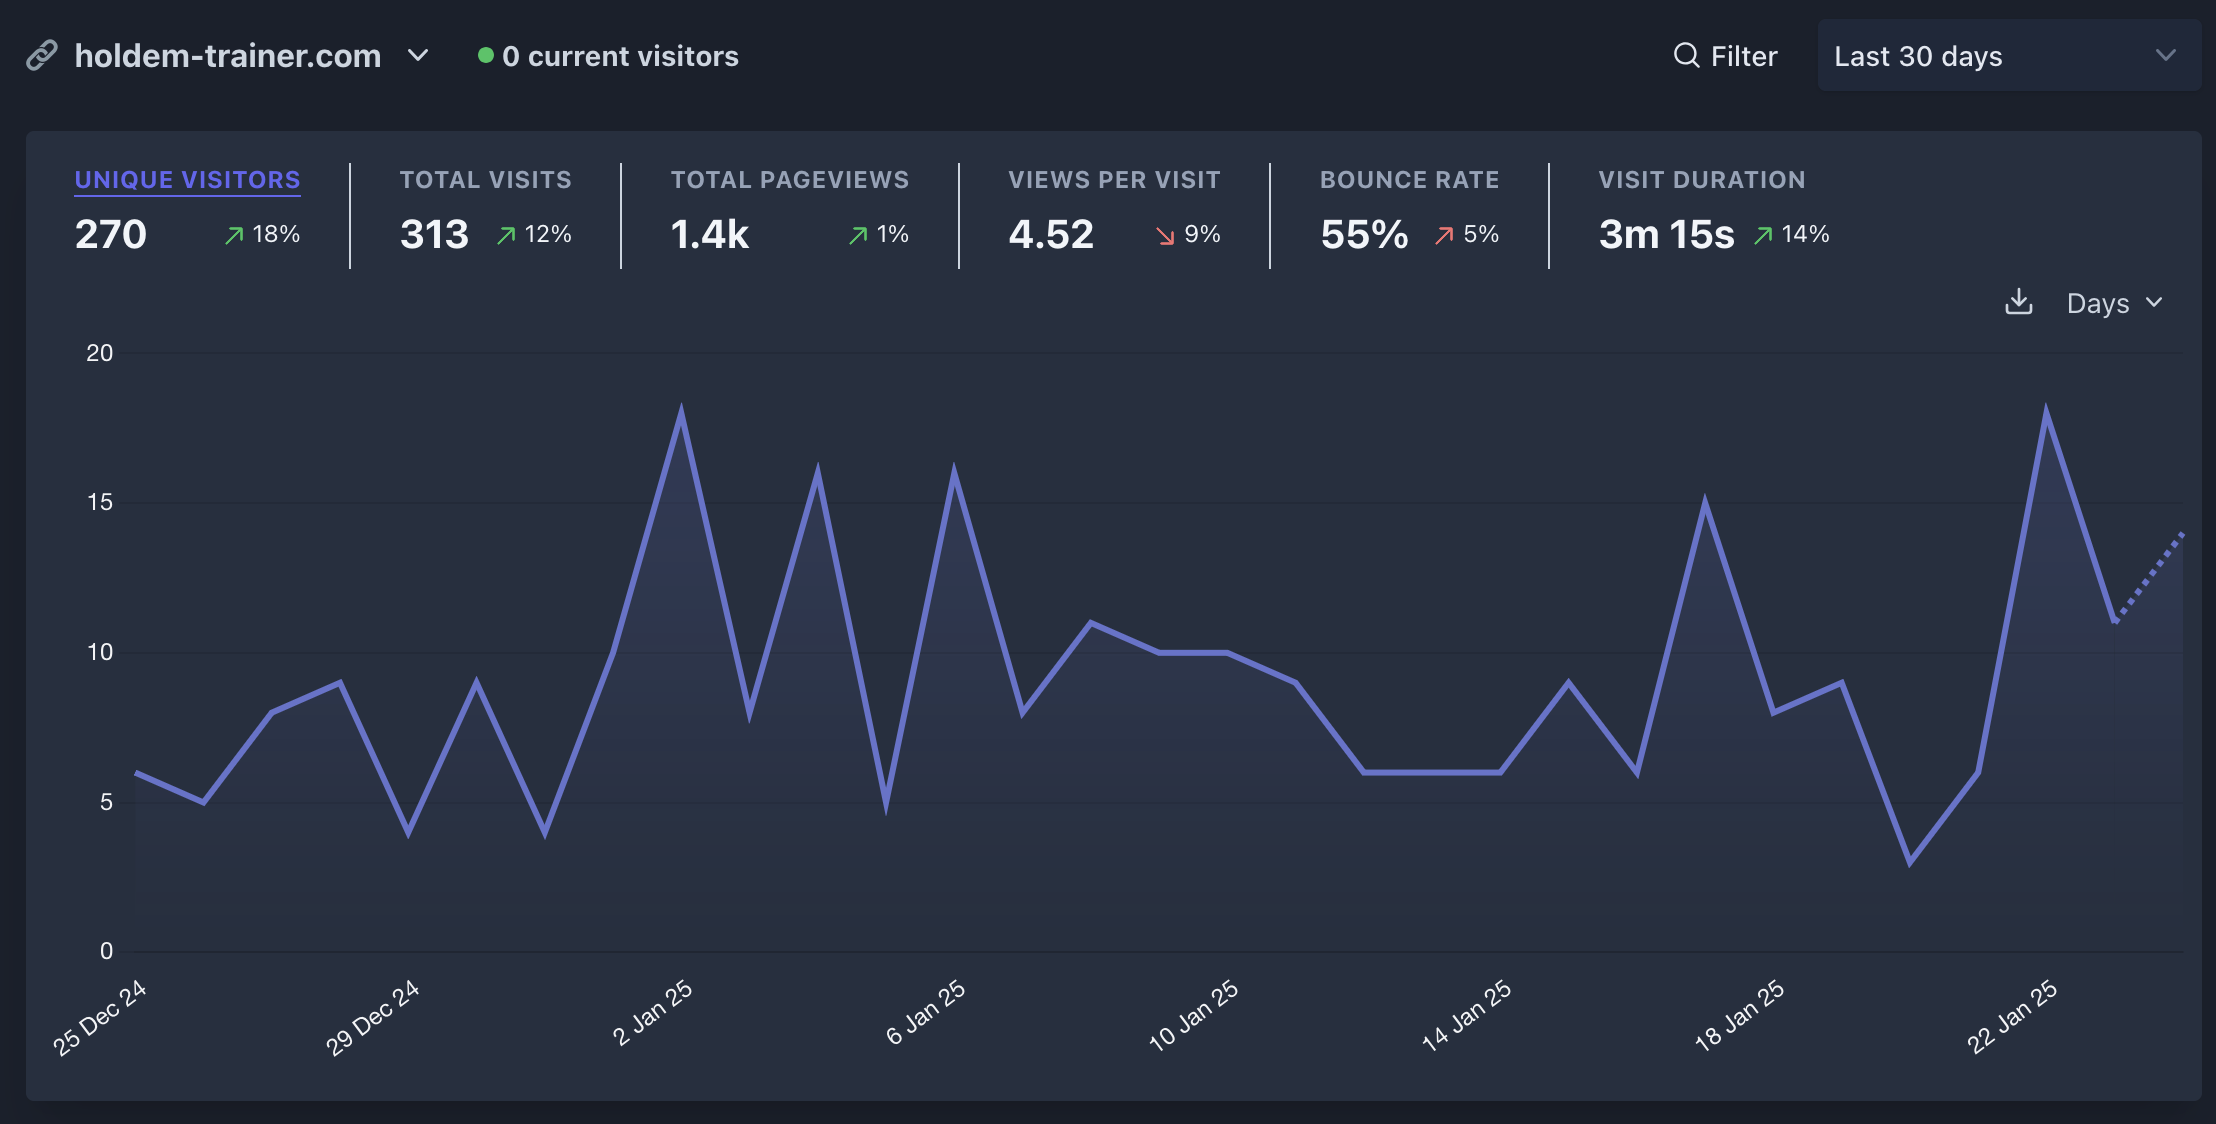 holdem-trainer.com
0 current visitors
Filter
Last 30 days
UNIQUE VISITORS
270 18%
TOTAL VISITS
313 12%
TOTAL PAGEVIEWS
1.4k 1%
VIEWS PER VISIT
4.52 9%
BOUNCE RATE
55% 5%
VISIT DURATION
3m 15s 14%
Days
20
15
10
5
0
25 Dec 24
29 Dec 24
2 Jan 25
6 Jan 25
10 Jan 25
14 Jan 25
18 Jan 25
22 Jan 25